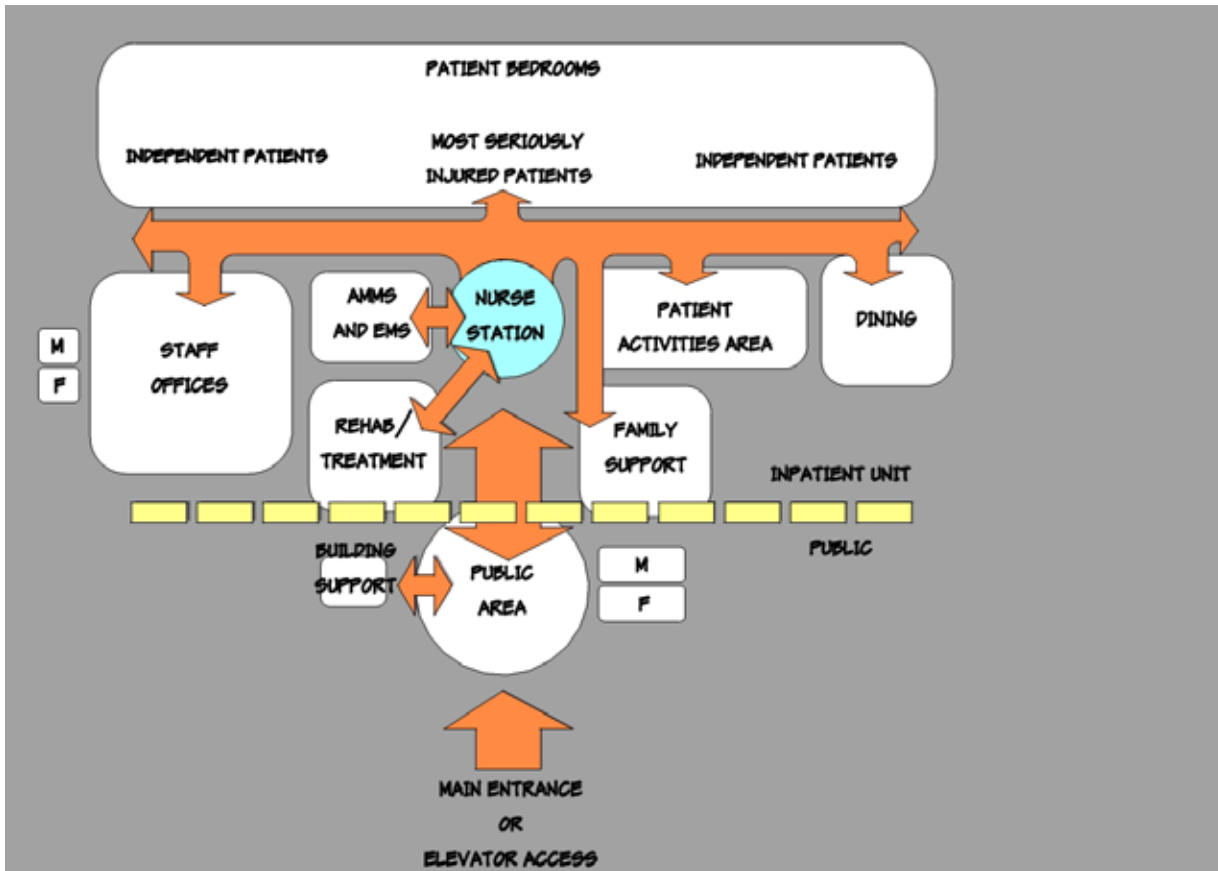 PATIENT BEDROOMS
INDEPENDENT PATIENTS
MOST SERIOUSLY
INJURED PATIENTS
INDEPENDENT PATIENTS
AMMS
AND EMS
NURSE
STATION
PATIENT
ACTIVITIES AREA
DINING
M
F
STAFF
OFFICES
REHAB/
TREATMENT
FAMILY
SUPPORT
INPATIENT UNIT
PUBLIC
BUILDING
SUPPORT
PUBLIC
AREA
M
F
MAIN ENTRANCE
OR
ELEVATOR ACCESS